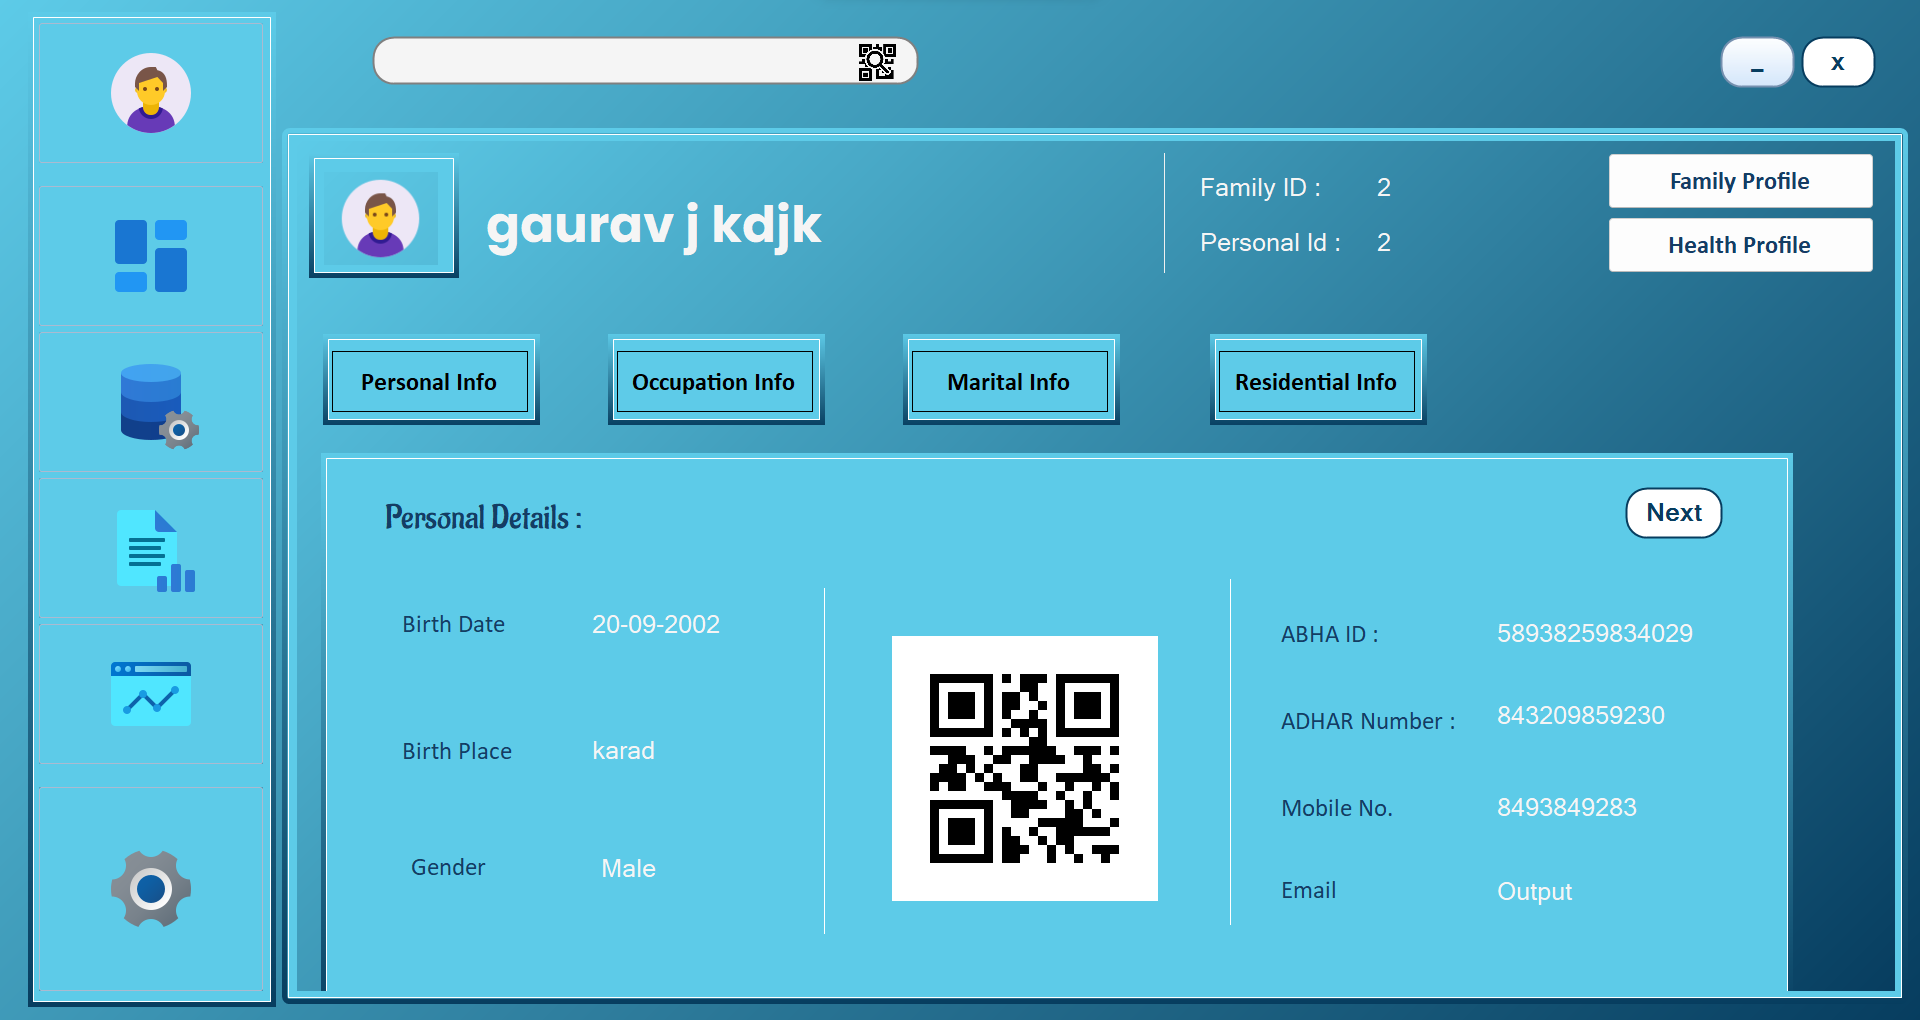 _
x
gaurav j kdjk
Family ID : 2
Personal Id : 2
Family Profile
Health Profile
Personal Info
Occupation Info
Marital Info
Residential Info
Personal Details :
Next
Birth Date 20-09-2002
Birth Place karad
Gender Male
ABHA ID : 58938259834029
ADHAR Number : 843209859230
Mobile No. 8493849283
Email Output